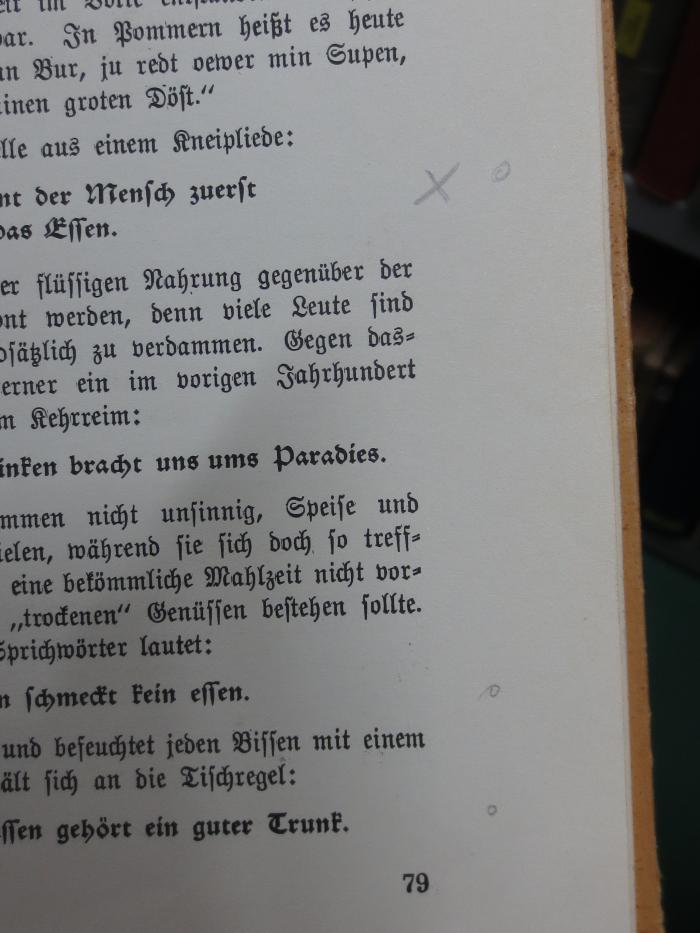 ar. In Pommern heißt es heute
n Bur, ju redt oewer min Supen,
inen groten Döst.“
lle aus einem Kneipliede:
nt der Mensch zuerst
das Essen.
er flüssigen Nahrung gegenüber der
ont werden, denn viele Leute sind
dsätzlich zu verdammen. Gegen das-
erner ein im vorigen Jahrhundert
m Kehrreim:
inken bracht uns ums Paradies.
mmen nicht unsinnig, Speise und
ielen, während sie sich doch so treff-
eine bekömmliche Mahlzeit nicht vor-
„trockenen“ Genüssen bestehen sollte.
Sprichwörter lautet:
n schmeckt kein essen.
und befeuchtet jeden Bissen mit einem
ält sich an die Tischregel:
ssen gehört ein guter Trunk.
79